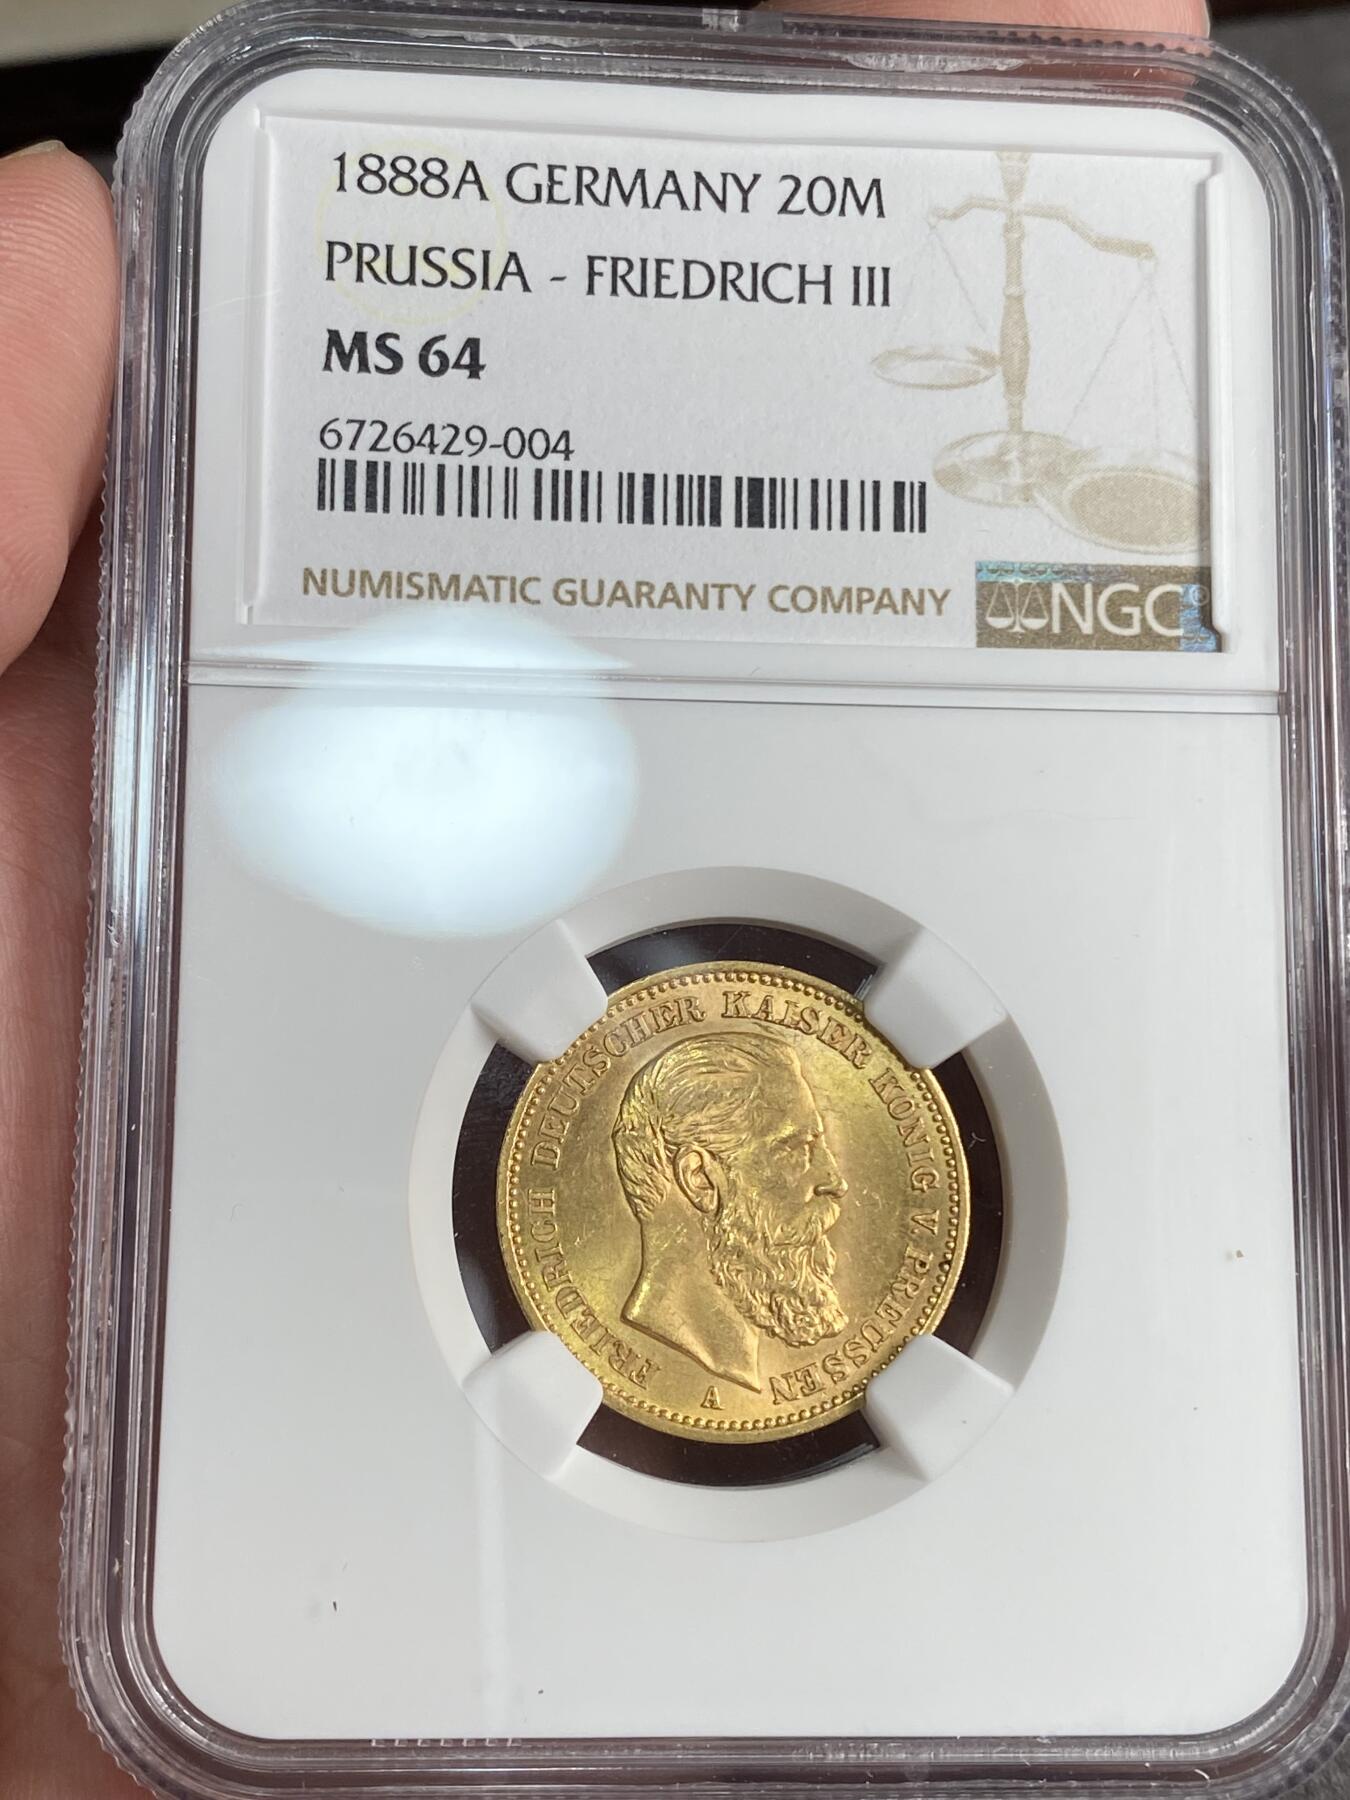 1888A GERMANY 20M
PRUSSIA - FRIEDRICH III
MS 64
6726429-004
NUMISMATIC GUARANTY COMPANY
NGC®
FRIEDRICH DEUTSCHER KAISER KÖNIG V. PREUSSEN
A